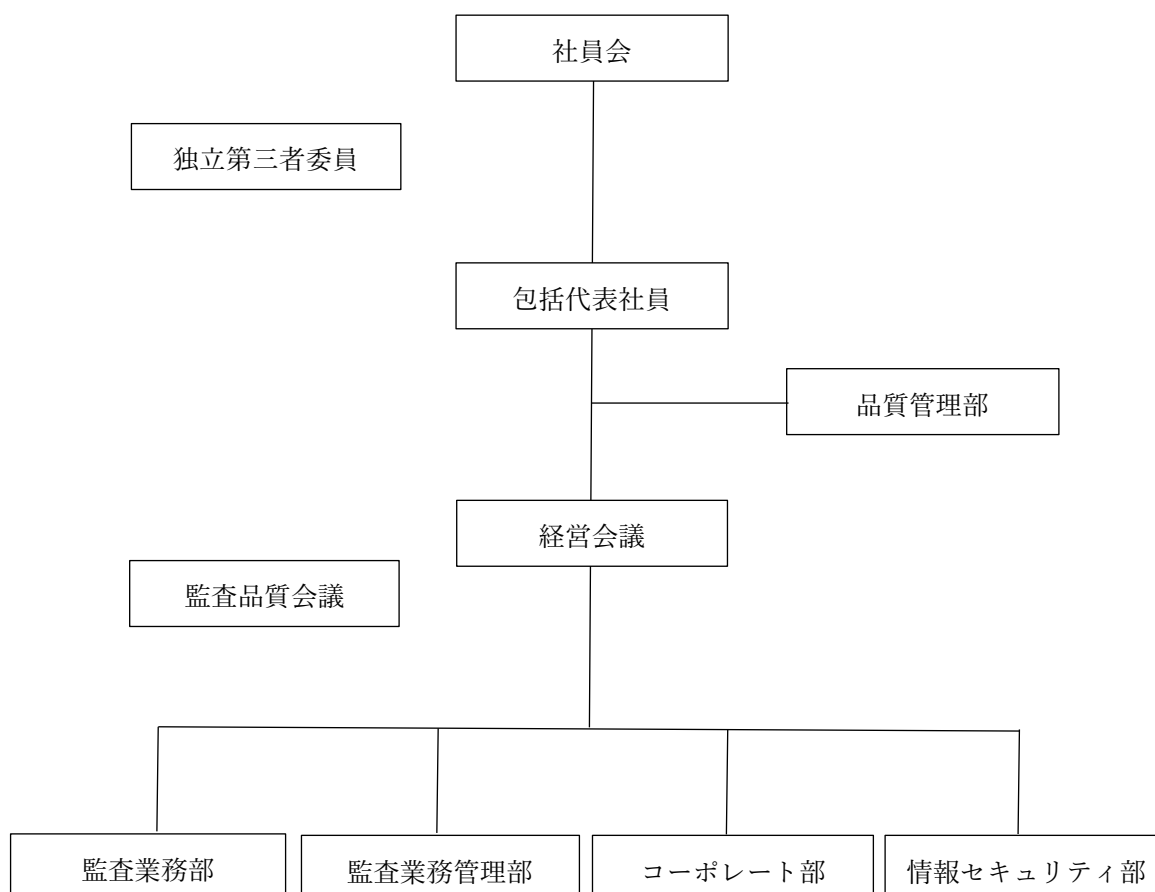 社員会
独立第三者委員
包括代表社員
品質管理部
経営会議
監査品質会議
監査業務部
監査業務管理部
コーポレート部
情報セキュリティ部